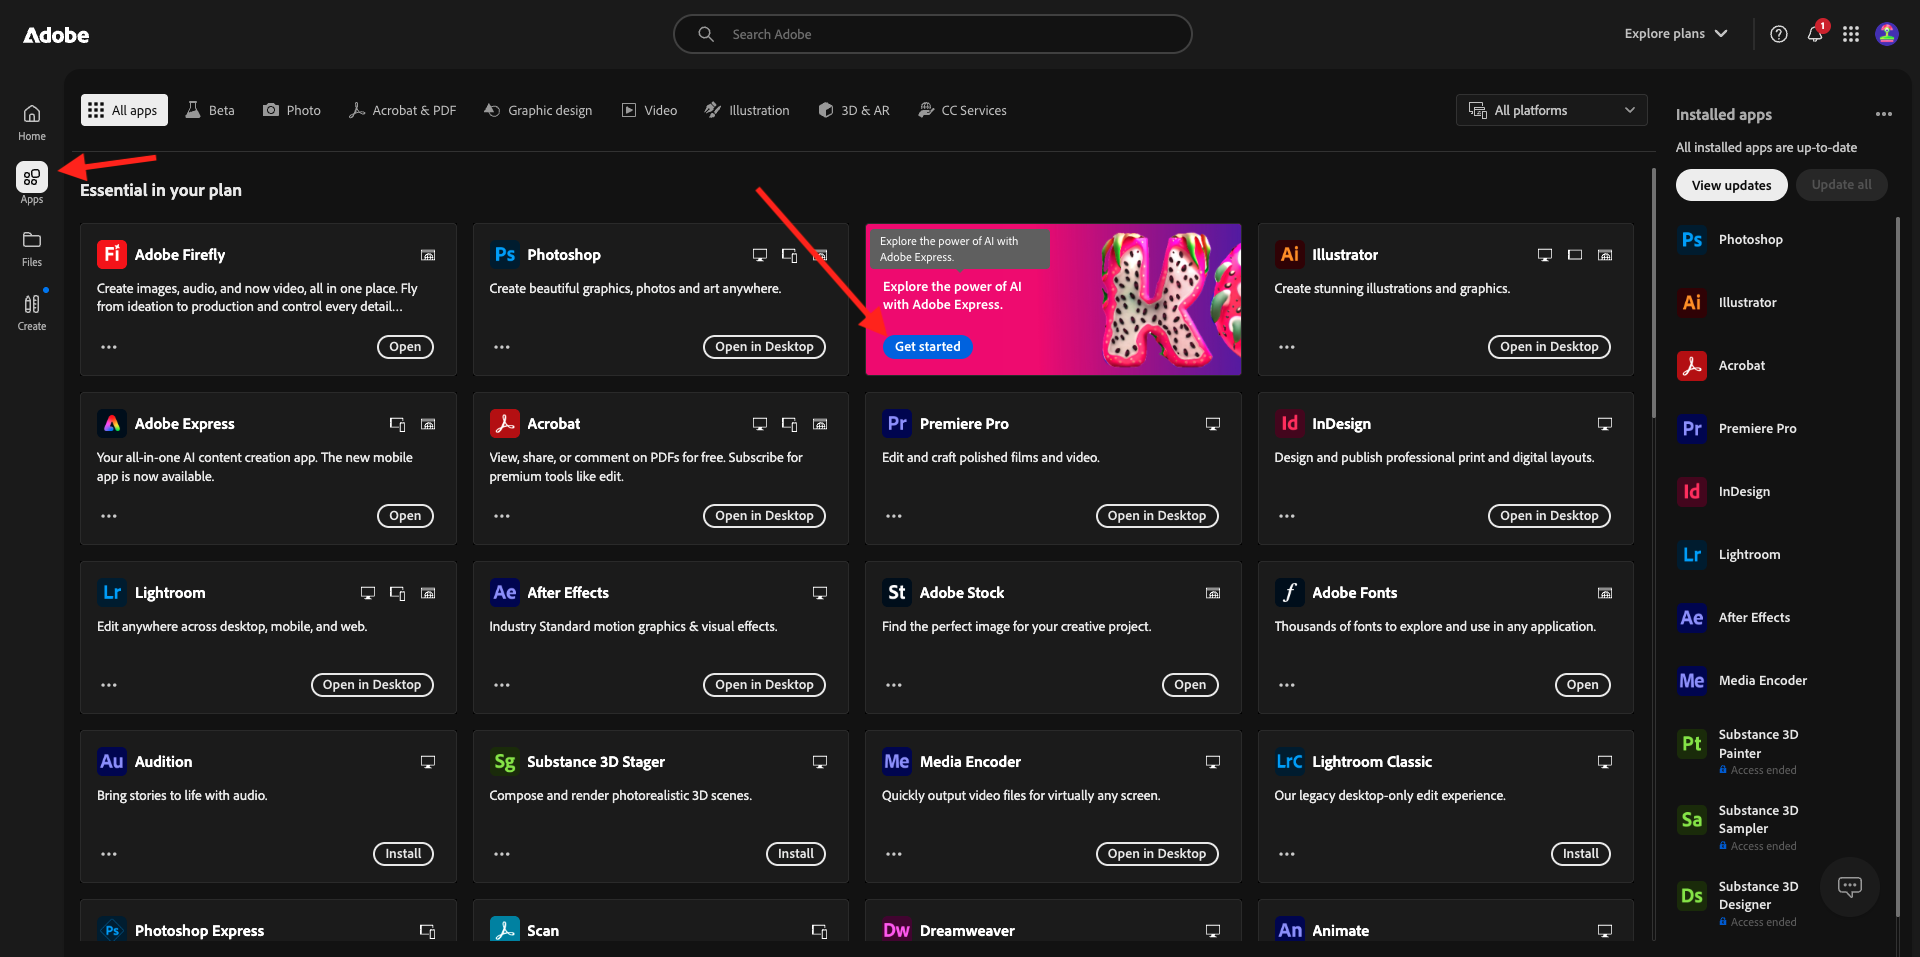 Adobe
Search Adobe
Explore plans
1
Home
Apps
Files
Create
All apps
Beta
Photo
Acrobat & PDF
Graphic design
Video
Illustration
3D & AR
CC Services
All platforms
Essential in your plan
Fi
Adobe Firefly
Create images, audio, and now video, all in one place. Fly
from ideation to production and control every detail…
Open
Ps
Photoshop
Create beautiful graphics, photos and art anywhere.
Open in Desktop
Explore the power of AI with
Adobe Express.
Explore the power of AI
with Adobe Express.
Get started
K
Ai
Illustrator
Create stunning illustrations and graphics.
Open in Desktop
Adobe Express
Your all-in-one AI content creation app. The new mobile
app is now available.
Open
Acrobat
View, share, or comment on PDFs for free. Subscribe for
premium tools like edit.
Open in Desktop
Pr
Premiere Pro
Edit and craft polished films and video.
Open in Desktop
Id
InDesign
Design and publish professional print and digital layouts.
Open in Desktop
Lr
Lightroom
Edit anywhere across desktop, mobile, and web.
Open in Desktop
Ae
After Effects
Industry Standard motion graphics & visual effects.
Open in Desktop
St
Adobe Stock
Find the perfect image for your creative project.
Open
f
Adobe Fonts
Thousands of fonts to explore and use in any application.
Open
Au
Audition
Bring stories to life with audio.
Install
Sg
Substance 3D Stager
Compose and render photorealistic 3D scenes.
Install
Me
Media Encoder
Quickly output video files for virtually any screen.
Open in Desktop
LrC
Lightroom Classic
Our legacy desktop-only edit experience.
Install
Ps
Photoshop Express
Scan
Dw
Dreamweaver
An
Animate
Installed apps
All installed apps are up-to-date
View updates
Update all
Ps
Photoshop
Ai
Illustrator
Acrobat
Pr
Premiere Pro
Id
InDesign
Lr
Lightroom
Ae
After Effects
Me
Media Encoder
Pt
Substance 3D
Painter
Access ended
Sa
Substance 3D
Sampler
Access ended
Ds
Substance 3D
Designer
Access ended